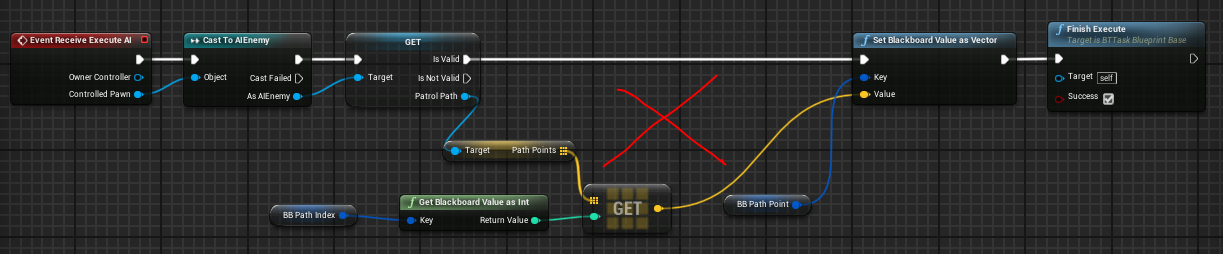 Event Receive Execute AI
Owner Controller
Controlled Pawn
Cast To AIEnemy
Object
Cast Failed
As AIEnemy
GET
Is Valid
Target
Is Not Valid
Patrol Path
Target
Path Points
BB Path Index
f Get Blackboard Value as Int
Key
Return Value
GET
BB Path Point
f Set Blackboard Value as Vector
Key
Value
f Finish Execute
Target is BTTask Blueprint Base
Target
self
Success